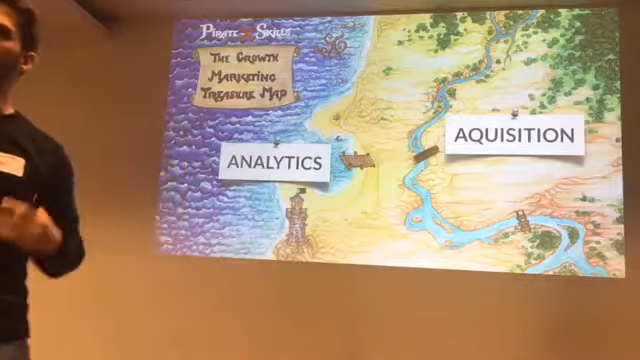 Pirate Skills
The Growth
Marketing
Treasure Map
ANALYTICS
AQUISITION